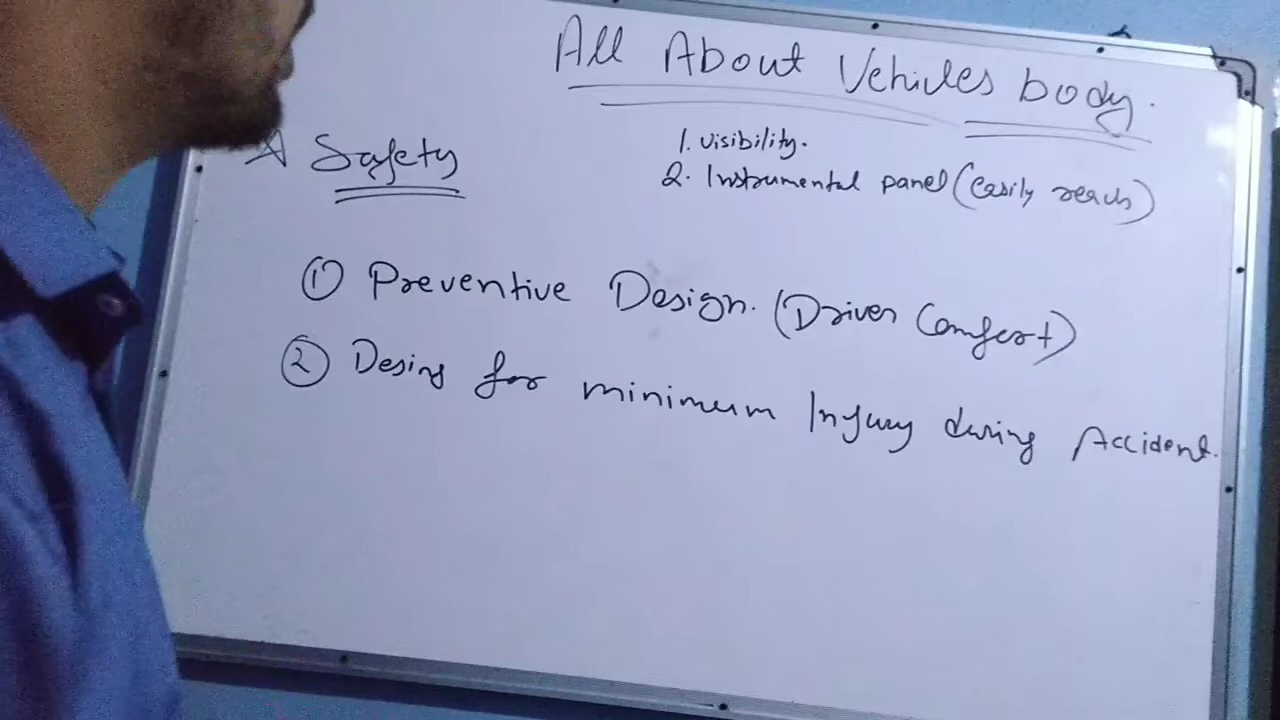 All About Vehicles body.
A Safety
1. visibility.
2. Instrumental panel (easily reach)
① Preventive Design. (Driver Comfort)
② Desing for minimum Injury during Accident.